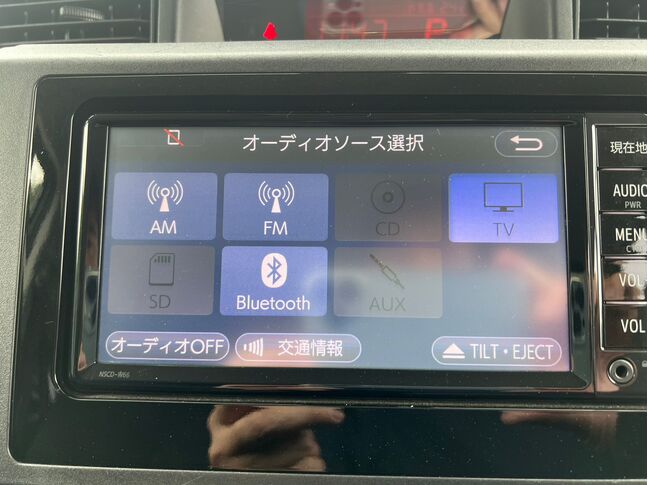 P
オーディオソース選択
現在地
AM
FM
CD
TV
AUDIO
PWR
MENU
SD
Bluetooth
AUX
VOL
VOL
オーディオOFF
交通情報
TILT・EJECT
NSCD-W66